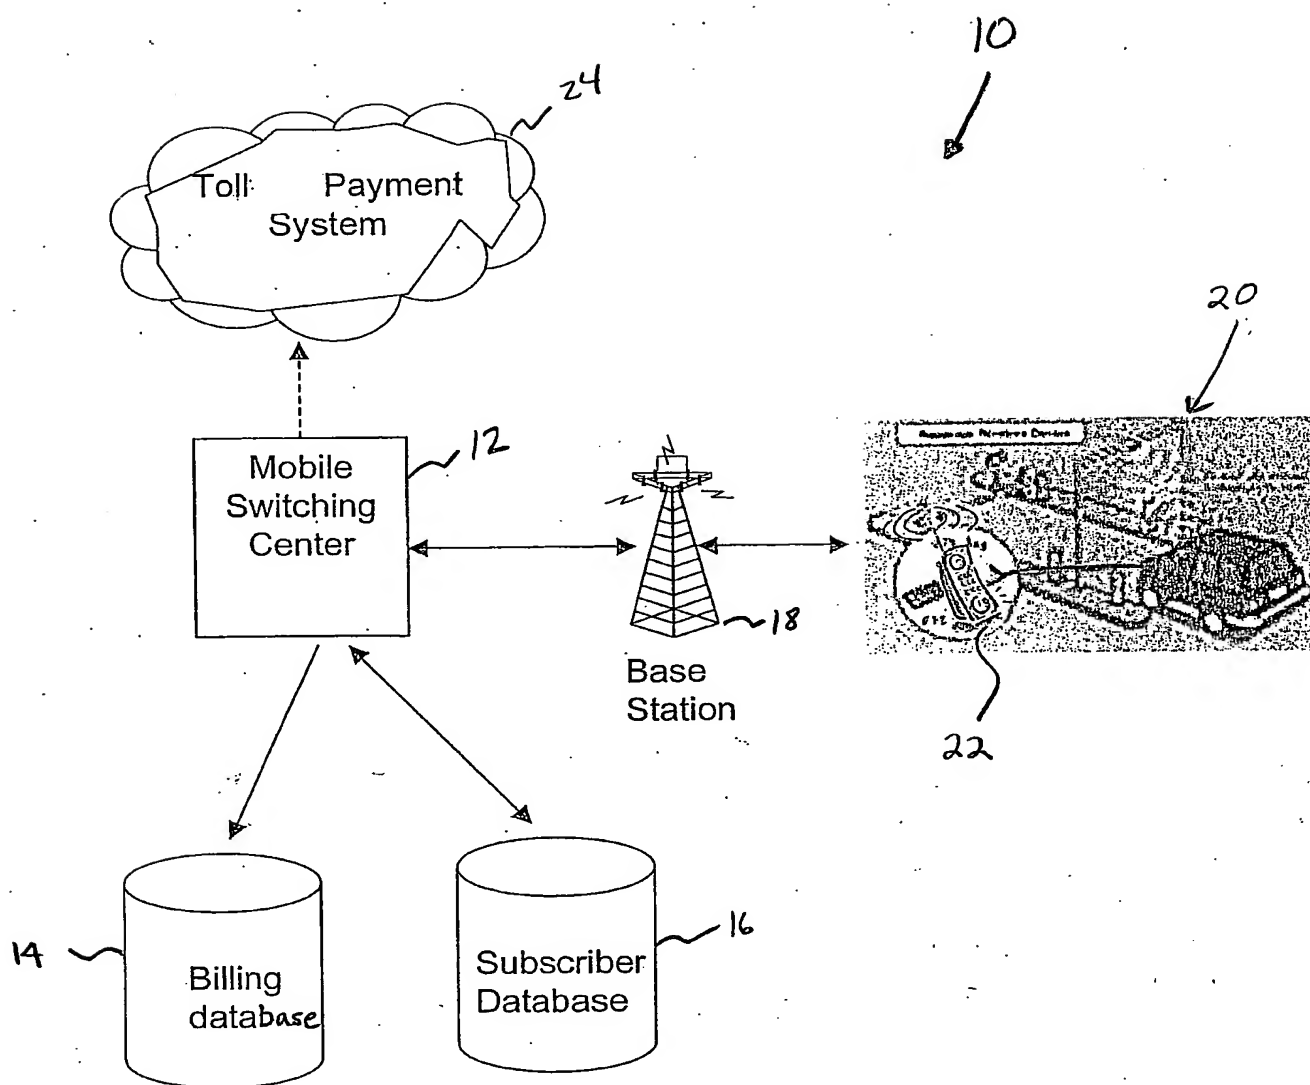 10
24
Toll Payment
System
20
12
Mobile
Switching
Center
18
Base
Station
22
14
Billing
database
16
Subscriber
Database